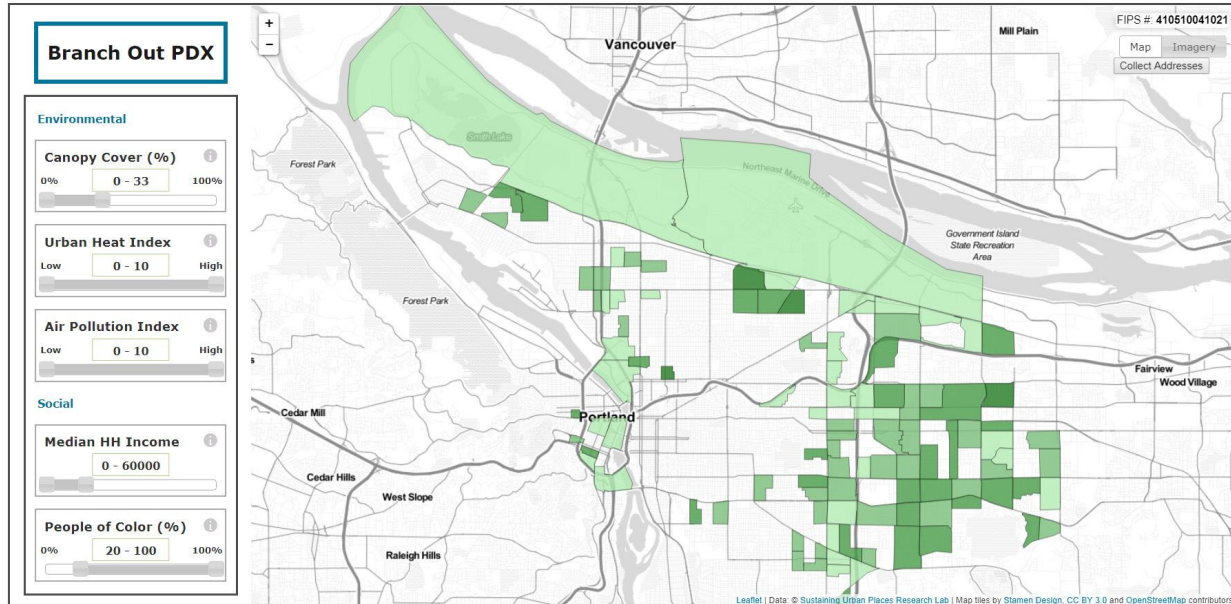 Branch Out PDX
Environmental
Canopy Cover (%)
0%
0 - 33
100%
Urban Heat Index
Low
0 - 10
High
Air Pollution Index
Low
0 - 10
High
Social
Median HH Income
0 - 60000
People of Color (%)
0%
20 - 100
100%
+
−
FIPS #: 410510041021
Map
Imagery
Collect Addresses
Vancouver
Mill Plain
Smith Lake
Forest Park
Northeast Marine Drive
Government Island
State Recreation
Area
Forest Park
Fairview
Wood Village
Cedar Mill
Portland
Cedar Hills
West Slope
Raleigh Hills
Leaflet | Data: © Sustaining Urban Places Research Lab | Map tiles by Stamen Design, CC BY 3.0 and OpenStreetMap contributors